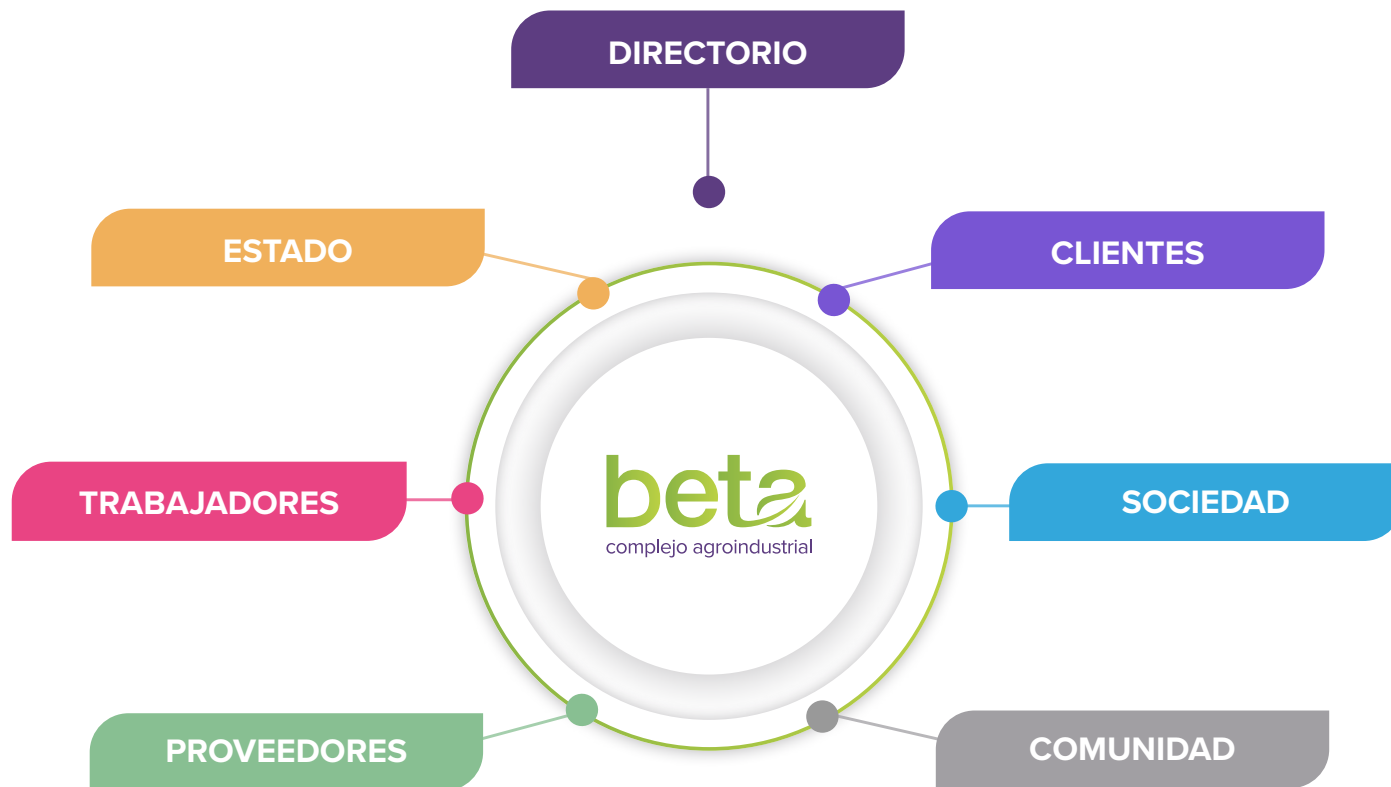 DIRECTORIO
ESTADO
CLIENTES
TRABAJADORES
beta
complejo agroindustrial
SOCIEDAD
PROVEEDORES
COMUNIDAD